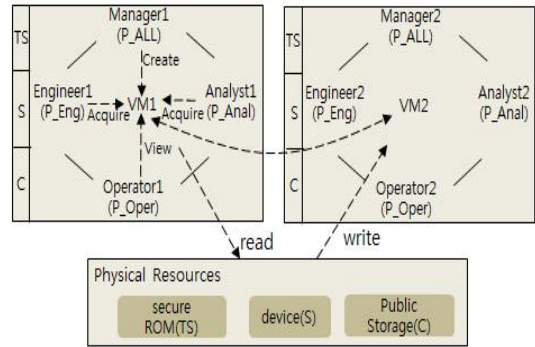 TS
Manager1
(P_ALL)
Create
S
Engineer1
(P_Eng)
Acquire
VM1
Acquire
Analyst1
(P_Anal)
View
C
Operator1
(P_Oper)
TS
Manager2
(P_ALL)
S
Engineer2
(P_Eng)
VM2
Analyst2
(P_Anal)
C
Operator2
(P_Oper)
read
write
Physical Resources
secure
ROM(TS)
device(S)
Public
Storage(C)